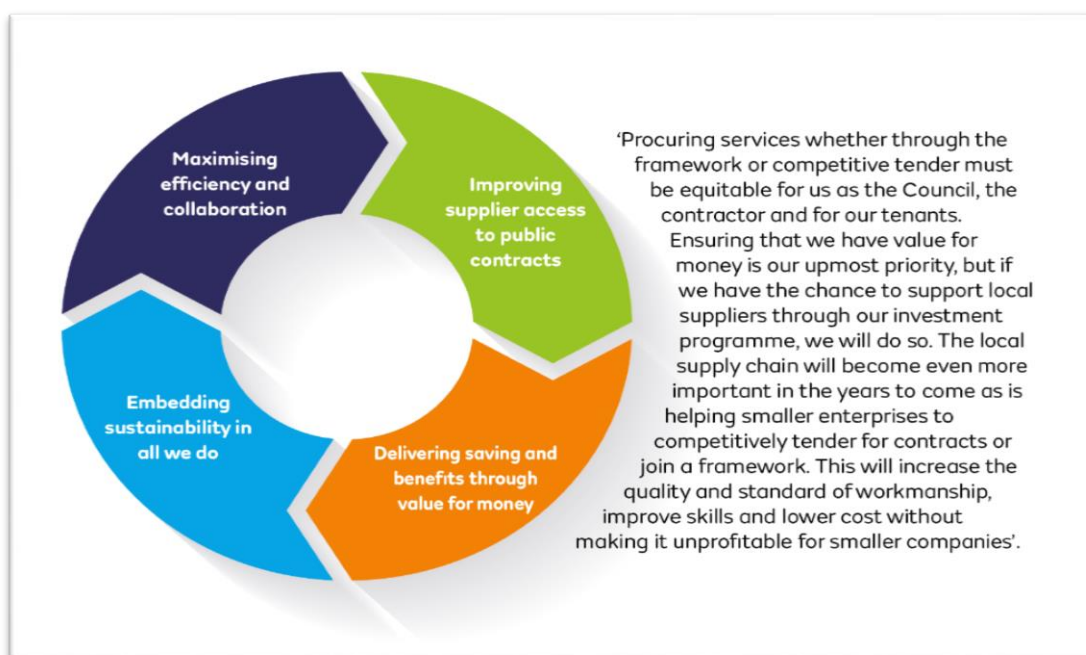 Maximising
efficiency and
collaboration
Improving
supplier access
to public
contracts
Embedding
sustainability in
all we do
Delivering saving and
benefits through
value for money
‘Procuring services whether through the
framework or competitive tender must
be equitable for us as the Council, the
contractor and for our tenants.
Ensuring that we have value for
money is our upmost priority, but if
we have the chance to support local
suppliers through our investment
programme, we will do so. The local
supply chain will become even more
important in the years to come as is
helping smaller enterprises to
competitively tender for contracts or
join a framework. This will increase the
quality and standard of workmanship,
improve skills and lower cost without
making it unprofitable for smaller companies’.